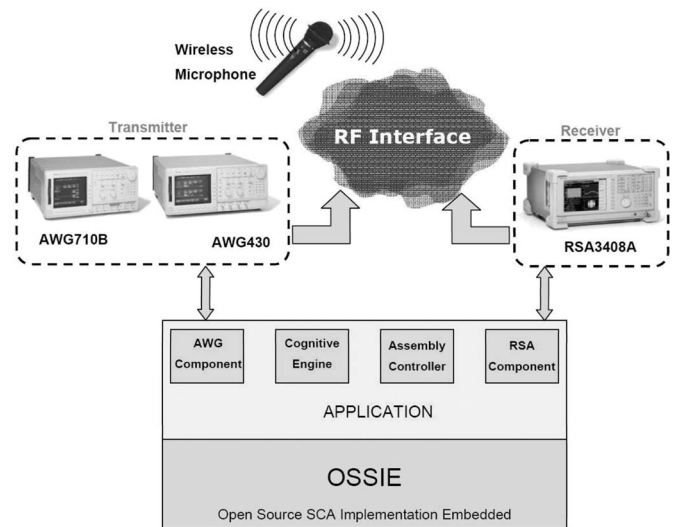 Wireless
Microphone
RF Interface
Transmitter
Receiver
AWG710B
AWG430
RSA3408A
AWG
Component
Cognitive
Engine
Assembly
Controller
RSA
Component
APPLICATION
OSSIE
Open Source SCA Implementation Embedded